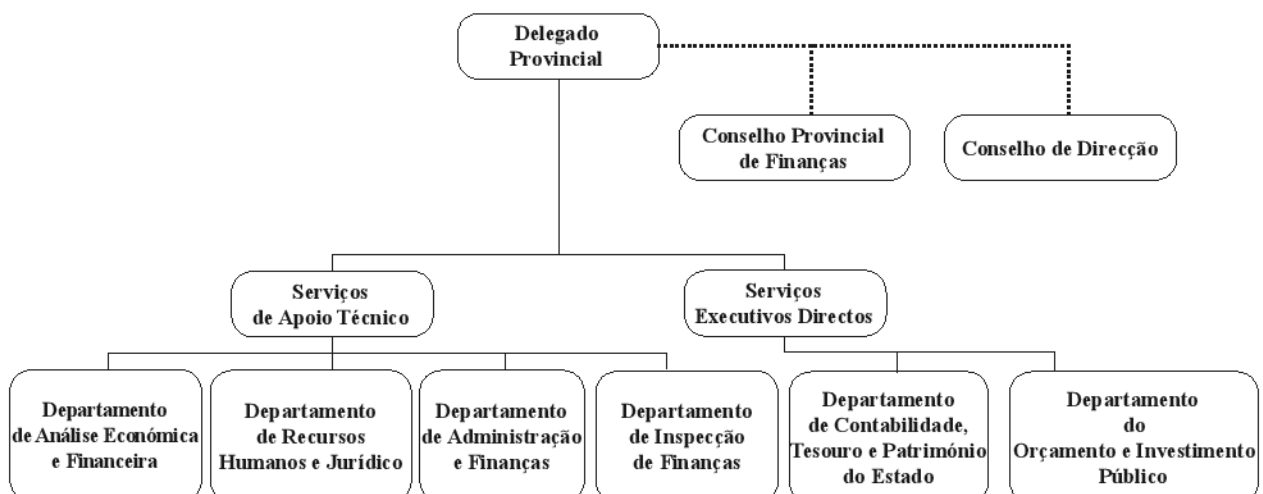 Delegado
Provincial
Conselho Provincial
de Finanças
Conselho de Direcção
Serviços
de Apoio Técnico
Serviços
Executivos Directos
Departamento
de Análise Económica
e Financeira
Departamento
de Recursos
Humanos e Jurídico
Departamento
de Administração
e Finanças
Departamento
de Inspecção
de Finanças
Departamento
de Contabilidade,
Tesouro e Património
do Estado
Departamento
do
Orçamento e Investimento
Público